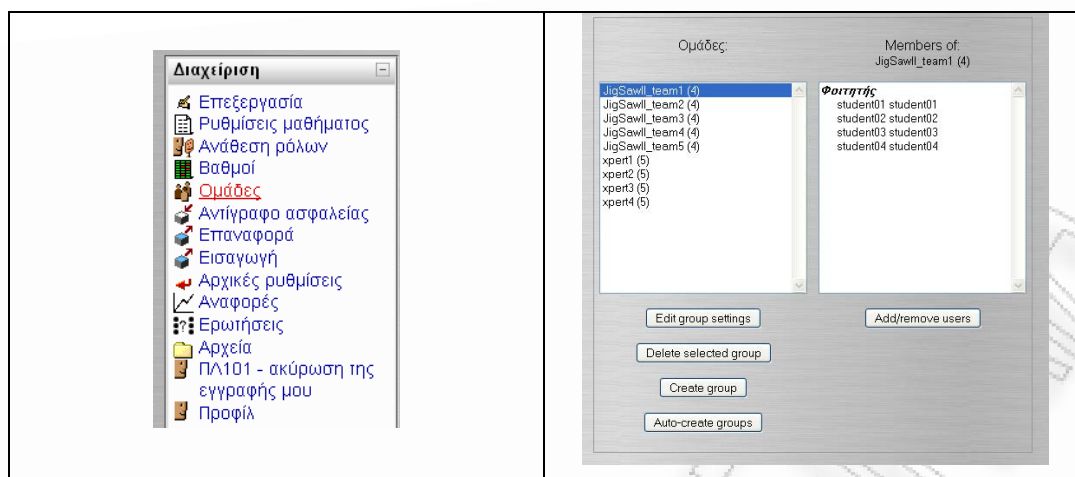 Διαχείριση
Επεξεργασία
Ρυθμίσεις μαθήματος
Ανάθεση ρόλων
Βαθμοί
Ομάδες
Αντίγραφο ασφαλείας
Επαναφορά
Εισαγωγή
Αρχικές ρυθμίσεις
Αναφορές
Ερωτήσεις
Αρχεία
ΠΛ101 - ακύρωση της
εγγραφής μου
Προφίλ
Ομάδες:
JigSawII_team1 (4)
JigSawII_team2 (4)
JigSawII_team3 (4)
JigSawII_team4 (4)
JigSawII_team5 (4)
xpert1 (5)
xpert2 (5)
xpert3 (5)
xpert4 (5)
Edit group settings
Delete selected group
Create group
Auto-create groups
Members of:
JigSawII_team1 (4)
Φοιτητής
student01 student01
student02 student02
student03 student03
student04 student04
Add/remove users